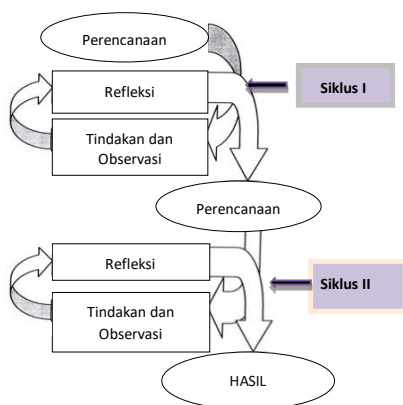 Perencanaan
Refleksi
Siklus I
Tindakan dan
Observasi
Perencanaan
Refleksi
Siklus II
Tindakan dan
Observasi
HASIL